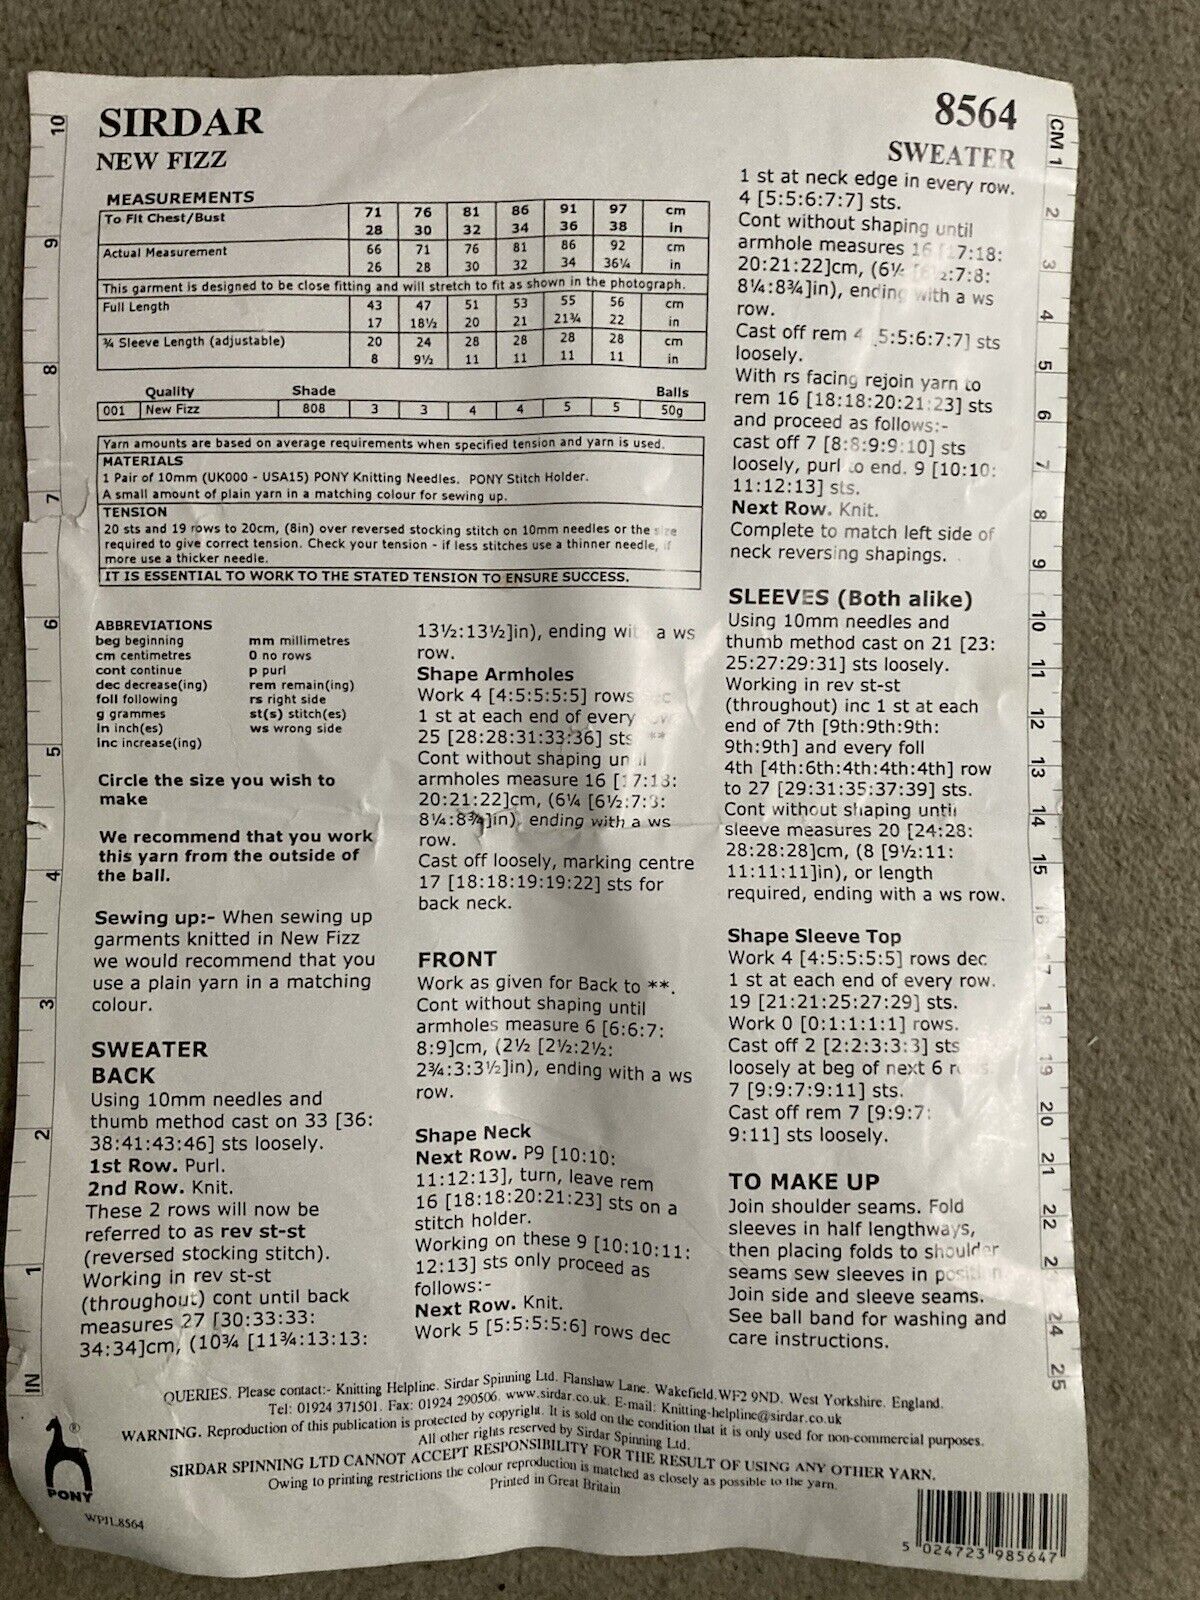 SIRDAR
NEW FIZZ
8564
SWEATER
MEASUREMENTS
To Fit Chest/Bust 71 76 81 86 91 97 cm
28 30 32 34 36 38 in
Actual Measurement 66 71 76 81 86 92 cm
26 28 30 32 34 36¼ in
This garment is designed to be close fitting and will stretch to fit as shown in the photograph.
Full Length 43 47 51 53 55 56 cm
17 18½ 20 21 21¾ 22 in
¾ Sleeve Length (adjustable) 20 24 28 28 28 28 cm
8 9½ 11 11 11 11 in
Quality Shade Balls
001 New Fizz 808 3 3 4 4 5 5 50g
Yarn amounts are based on average requirements when specified tension and yarn is used.
MATERIALS
1 Pair of 10mm (UK000 - USA15) PONY Knitting Needles. PONY Stitch Holder.
A small amount of plain yarn in a matching colour for sewing up.
TENSION
20 sts and 19 rows to 20cm, (8in) over reversed stocking stitch on 10mm needles or the size
required to give correct tension. Check your tension - if less stitches use a thinner needle, if
more use a thicker needle.
IT IS ESSENTIAL TO WORK TO THE STATED TENSION TO ENSURE SUCCESS.
ABBREVIATIONS
beg beginning
cm centimetres
cont continue
dec decrease(ing)
foll following
g grammes
in inch(es)
inc increase(ing)
mm millimetres
0 no rows
p purl
rem remain(ing)
rs right side
st(s) stitch(es)
ws wrong side
Circle the size you wish to
make
We recommend that you work
this yarn from the outside of
the ball.
Sewing up:- When sewing up
garments knitted in New Fizz
we would recommend that you
use a plain yarn in a matching
colour.
SWEATER
BACK
Using 10mm needles and
thumb method cast on 33 [36:
38:41:43:46] sts loosely.
1st Row. Purl.
2nd Row. Knit.
These 2 rows will now be
referred to as rev st-st
(reversed stocking stitch).
Working in rev st-st
(throughout) cont until back
measures 27 [30:33:33:
34:34]cm, (10¾ [11¾:13:13:
13½:13½]in), ending with a ws
row.
Shape Armholes
Work 4 [4:5:5:5:5] rows dec
1 st at each end of every row.
25 [28:28:31:33:36] sts. **
Cont without shaping until
armholes measure 16 [17:18:
20:21:22]cm, (6¼ [6½:7:8:
8¼:8¾]in), ending with a ws
row.
Cast off loosely, marking centre
17 [18:18:19:19:22] sts for
back neck.
FRONT
Work as given for Back to **.
Cont without shaping until
armholes measure 6 [6:6:7:
8:9]cm, (2½ [2½:2½:
2¾:3:3½]in), ending with a ws
row.
Shape Neck
Next Row. P9 [10:10:
11:12:13], turn, leave rem
16 [18:18:20:21:23] sts on a
stitch holder.
Working on these 9 [10:10:11:
12:13] sts only proceed as
follows:-
Next Row. Knit.
Work 5 [5:5:5:5:6] rows dec
1 st at neck edge in every row.
4 [5:5:6:7:7] sts.
Cont without shaping until
armhole measures 16 [17:18:
20:21:22]cm, (6¼ [6½:7:8:
8¼:8¾]in), ending with a ws
row.
Cast off rem 4 [5:5:6:7:7] sts
loosely.
With rs facing rejoin yarn to
rem 16 [18:18:20:21:23] sts
and proceed as follows:-
cast off 7 [8:8:9:9:10] sts
loosely, purl to end. 9 [10:10:
11:12:13] sts.
Next Row. Knit.
Complete to match left side of
neck reversing shapings.
SLEEVES (Both alike)
Using 10mm needles and
thumb method cast on 21 [23:
25:27:29:31] sts loosely.
Working in rev st-st
(throughout) inc 1 st at each
end of 7th [9th:9th:9th:
9th:9th] and every foll
4th [4th:6th:4th:4th:4th] row
to 27 [29:31:35:37:39] sts.
Cont without shaping until
sleeve measures 20 [24:28:
28:28:28]cm, (8 [9½:11:
11:11:11]in), or length
required, ending with a ws row.
Shape Sleeve Top
Work 4 [4:5:5:5:5] rows dec
1 st at each end of every row.
19 [21:21:25:27:29] sts.
Work 0 [0:1:1:1:1] rows.
Cast off 2 [2:2:3:3:3] sts
loosely at beg of next 6 rows.
7 [9:9:7:9:11] sts.
Cast off rem 7 [9:9:7:
9:11] sts loosely.
TO MAKE UP
Join shoulder seams. Fold
sleeves in half lengthways,
then placing folds to shoulder
seams sew sleeves in position.
Join side and sleeve seams.
See ball band for washing and
care instructions.
QUERIES. Please contact:- Knitting Helpline. Sirdar Spinning Ltd. Flanshaw Lane. Wakefield.WF2 9ND. West Yorkshire. England.
Tel: 01924 371501. Fax: 01924 290506. www.sirdar.co.uk. E-mail: Knitting-helpline@sirdar.co.uk
WARNING. Reproduction of this publication is protected by copyright. It is sold on the condition that it is only used for non-commercial purposes.
All other rights reserved by Sirdar Spinning Ltd.
SIRDAR SPINNING LTD CANNOT ACCEPT RESPONSIBILITY FOR THE RESULT OF USING ANY OTHER YARN.
Owing to printing restrictions the colour reproduction is matched as closely as possible to the yarn.
Printed in Great Britain
PONY
®
WPIL8564
5 024723 985647
10
9
8
7
6
5
4
3
2
1
IN
CM 1
2
3
4
5
6
7
8
9
10
11
12
13
14
15
16
17
18
19
20
21
22
24
25